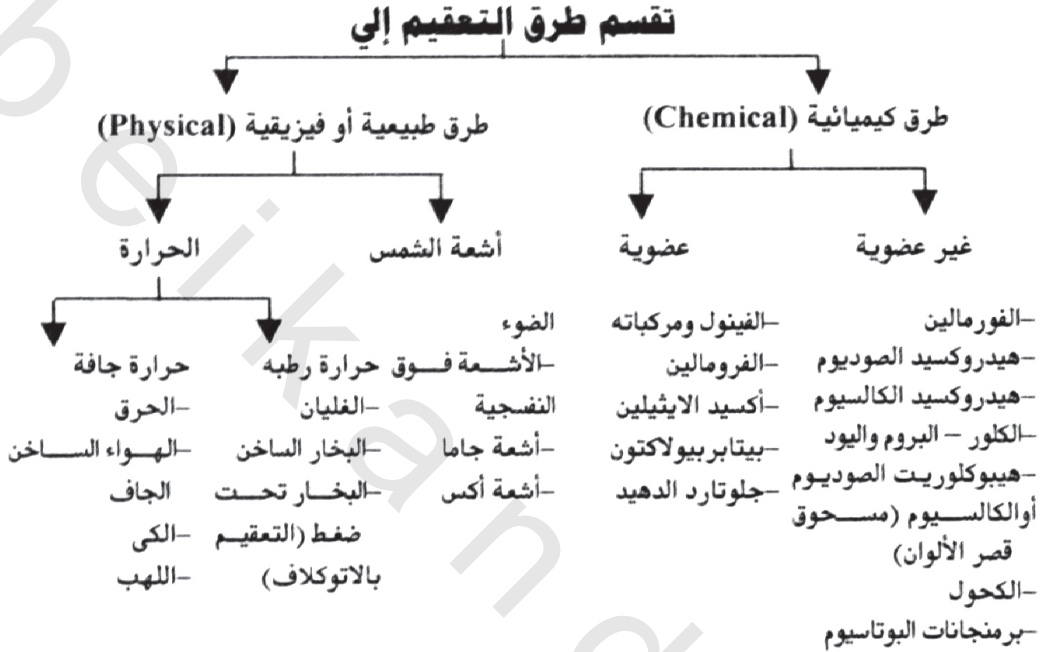 تقسم طرق التعقيم إلي
طرق كيميائية (Chemical)
طرق طبيعية أو فيزيقية (Physical)
غير عضوية
عضوية
أشعة الشمس
الحرارة
–الفورمالين
–هيدروكسيد الصوديوم
–هيدروكسيد الكالسيوم
–الكلور – البروم واليود
–هيبوكلوريت الصوديوم
أوالكالسيوم (مسحوق
قصر الألوان)
–الكحول
–برمنجانات البوتاسيوم
–الفينول ومركباته
–الفرومالين
–أكسيد الايثيلين
–بيتابربيولاكتون
–جلوتارد الدهيد
الضوء
–الأشعة فوق
النفسجية
–أشعة جاما
–أشعة أكس
حرارة رطبه
–الغليان
–البخار الساخن
–البخار تحت
ضغط (التعقيم
بالاتوكلاف)
حرارة جافة
–الحرق
–الهواء الساخن
الجاف
–الكى
–اللهب
beikand